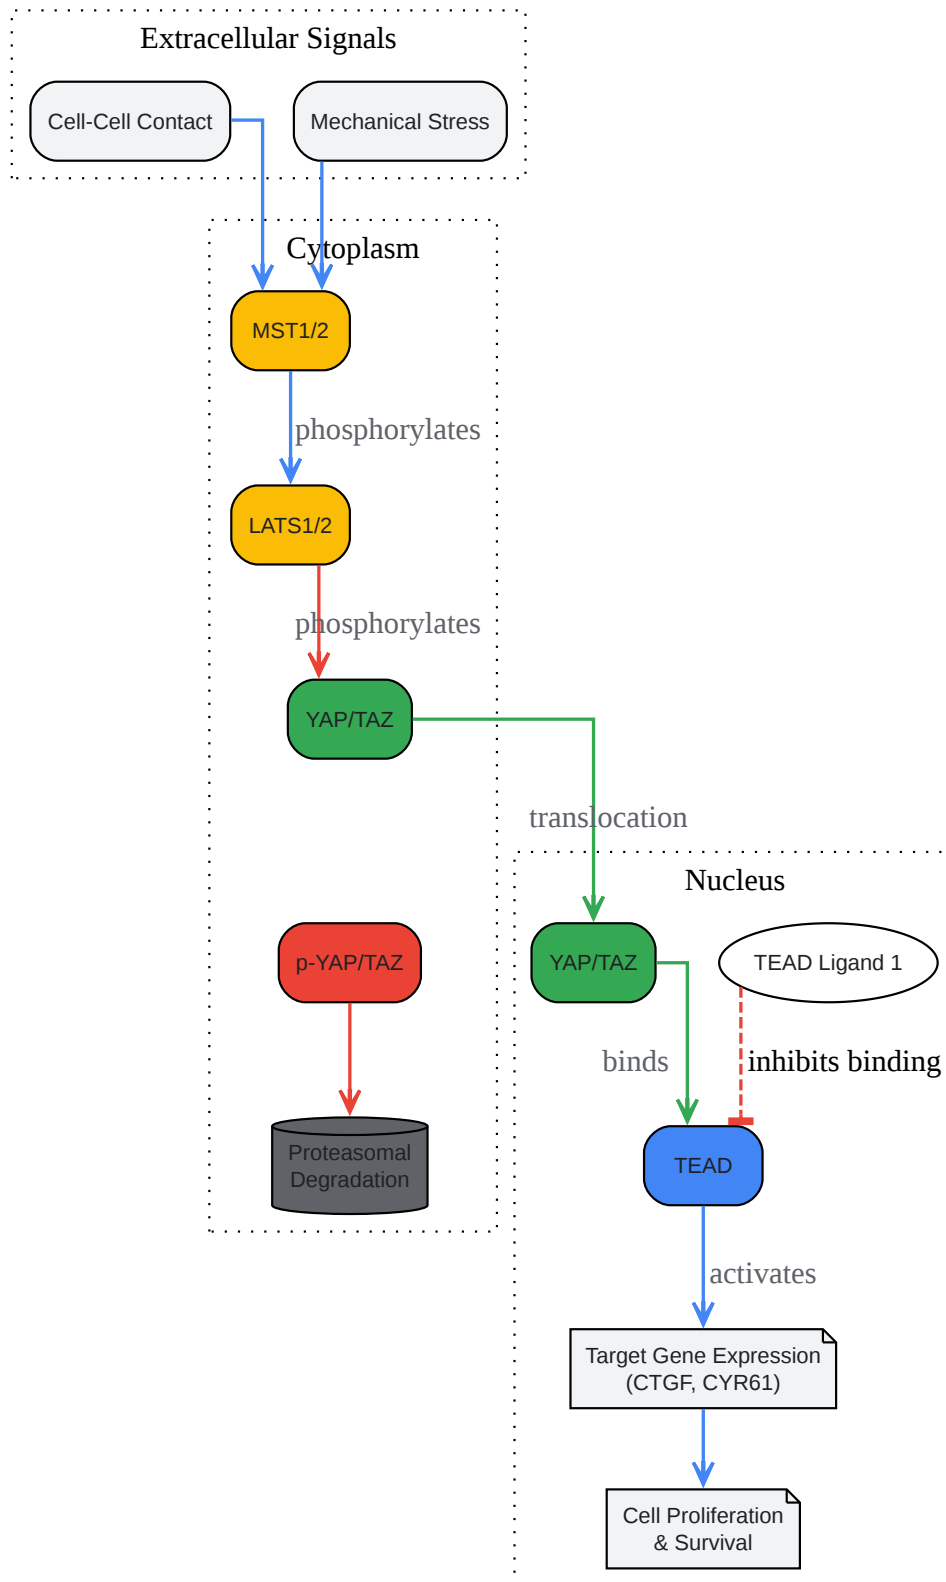 Extracellular Signals
Cell-Cell Contact
Mechanical Stress
Cytoplasm
MST1/2
phosphorylates
LATS1/2
phosphorylates
YAP/TAZ
translocation
Nucleus
p-YAP/TAZ
YAP/TAZ
TEAD Ligand 1
binds
inhibits binding
Proteasomal
Degradation
TEAD
activates
Target Gene Expression
(CTGF, CYR61)
Cell Proliferation
& Survival